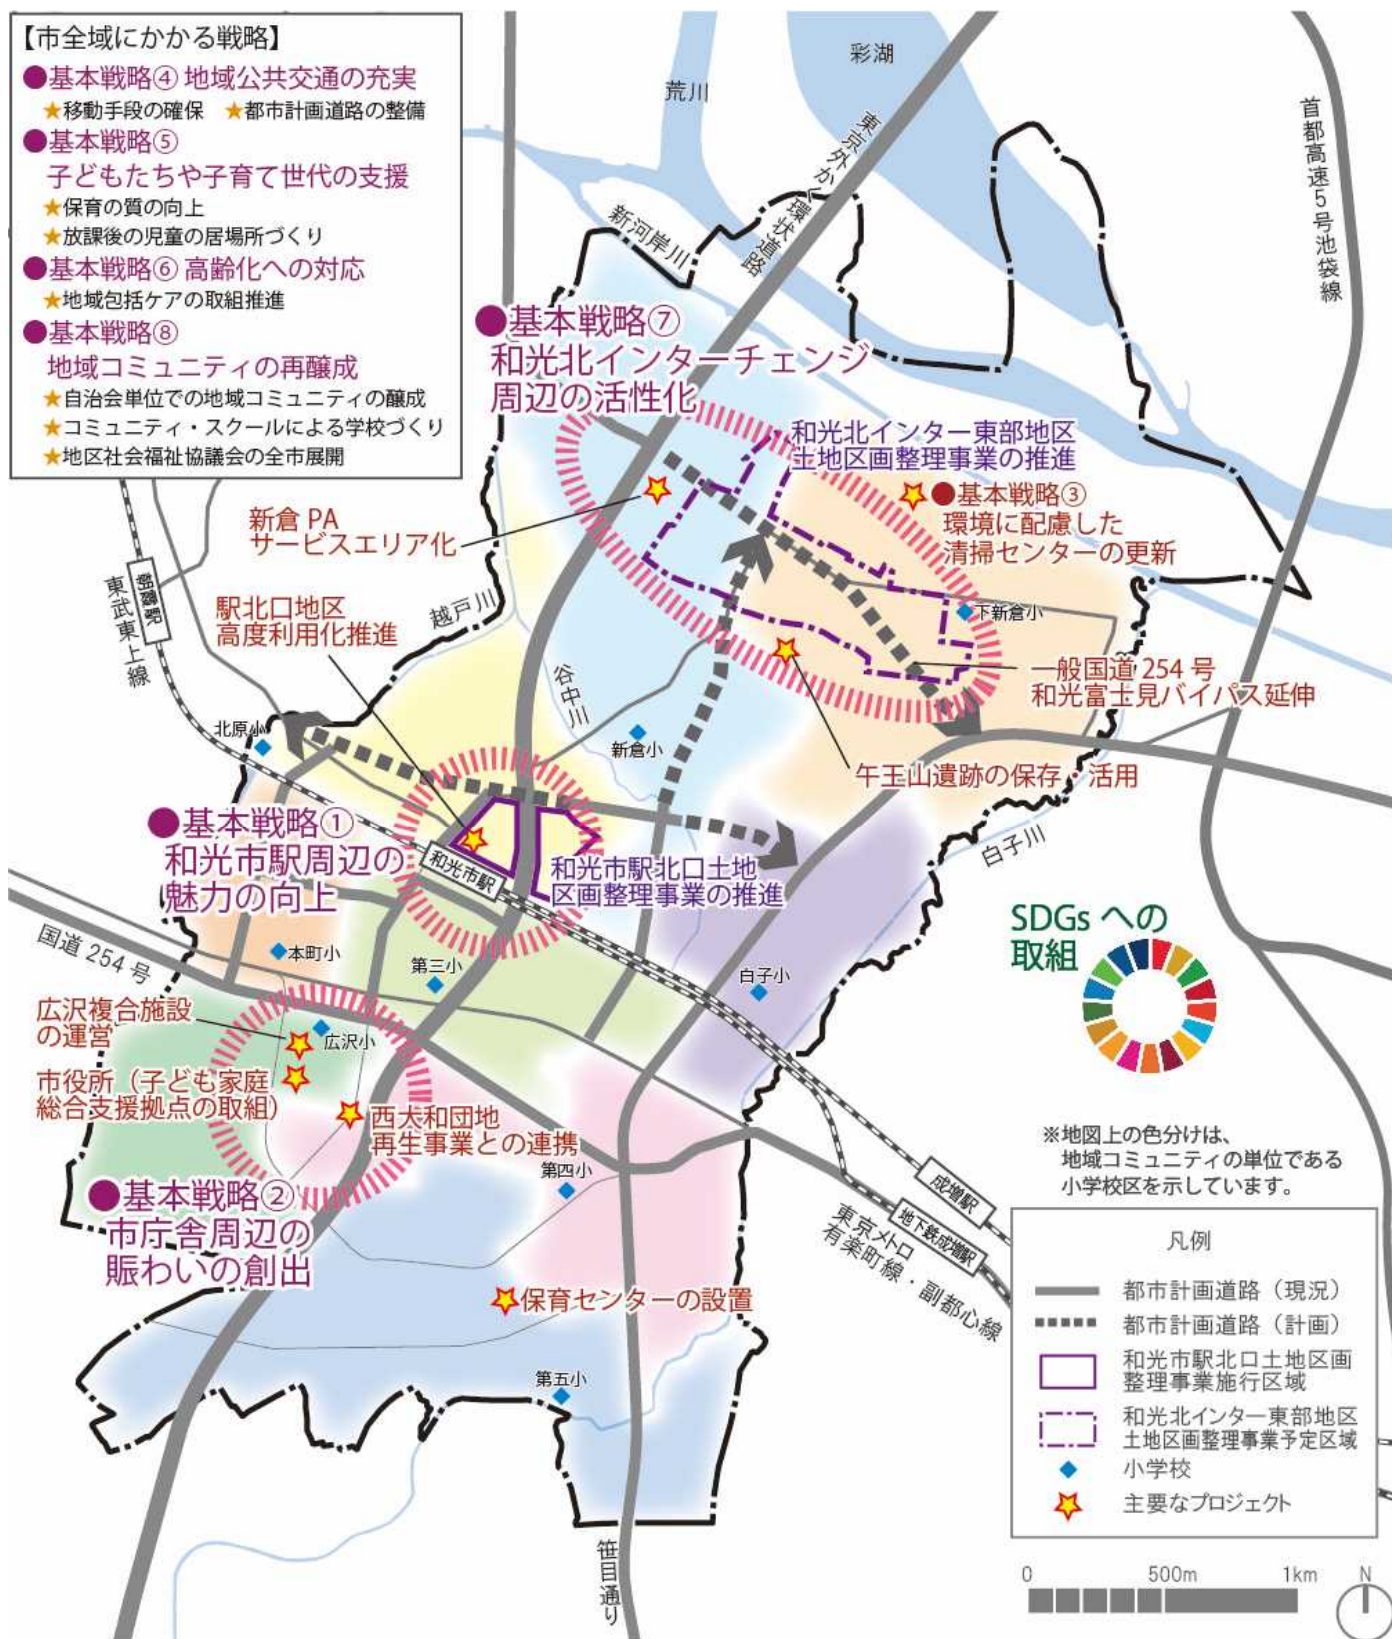 【市全域にかかる戦略】
●基本戦略④ 地域公共交通の充実
★移動手段の確保 ★都市計画道路の整備
●基本戦略⑤
子どもたちや子育て世代の支援
★保育の質の向上
★放課後の児童の居場所づくり
●基本戦略⑥ 高齢化への対応
★地域包括ケアの取組推進
●基本戦略⑧
地域コミュニティの再醸成
★自治会単位での地域コミュニティの醸成
★コミュニティ・スクールによる学校づくり
★地区社会福祉協議会の全市展開
彩湖
荒川
東京外かく環状道路
首都高速5号池袋線
新河岸川
●基本戦略⑦
和光北インターチェンジ
周辺の活性化
和光北インター東部地区
土地区画整理事業の推進
●基本戦略③
環境に配慮した
清掃センターの更新
新倉 PA
サービスエリア化
朝霞駅
東武東上線
越戸川
駅北口地区
高度利用化推進
下新倉小
一般国道 254 号
和光富士見バイパス延伸
谷中川
北原小
新倉小
午王山遺跡の保存・活用
●基本戦略①
和光市駅周辺の
魅力の向上
和光市駅
和光市駅北口土地
区画整理事業の推進
白子川
国道 254 号
本町小
第三小
白子小
SDGs への
取組
広沢複合施設
の運営
広沢小
市役所(子ども家庭
総合支援拠点の取組)
西大和団地
再生事業との連携
第四小
●基本戦略②
市庁舎周辺の
賑わいの創出
※地図上の色分けは、
地域コミュニティの単位である
小学校区を示しています。
成増駅
地下鉄成増駅
東京メトロ
有楽町線・副都心線
保育センターの設置
第五小
笹目通り
凡例
都市計画道路(現況)
都市計画道路(計画)
和光市駅北口土地区画
整理事業施行区域
和光北インター東部地区
土地区画整理事業予定区域
小学校
主要なプロジェクト
0 500m 1km N